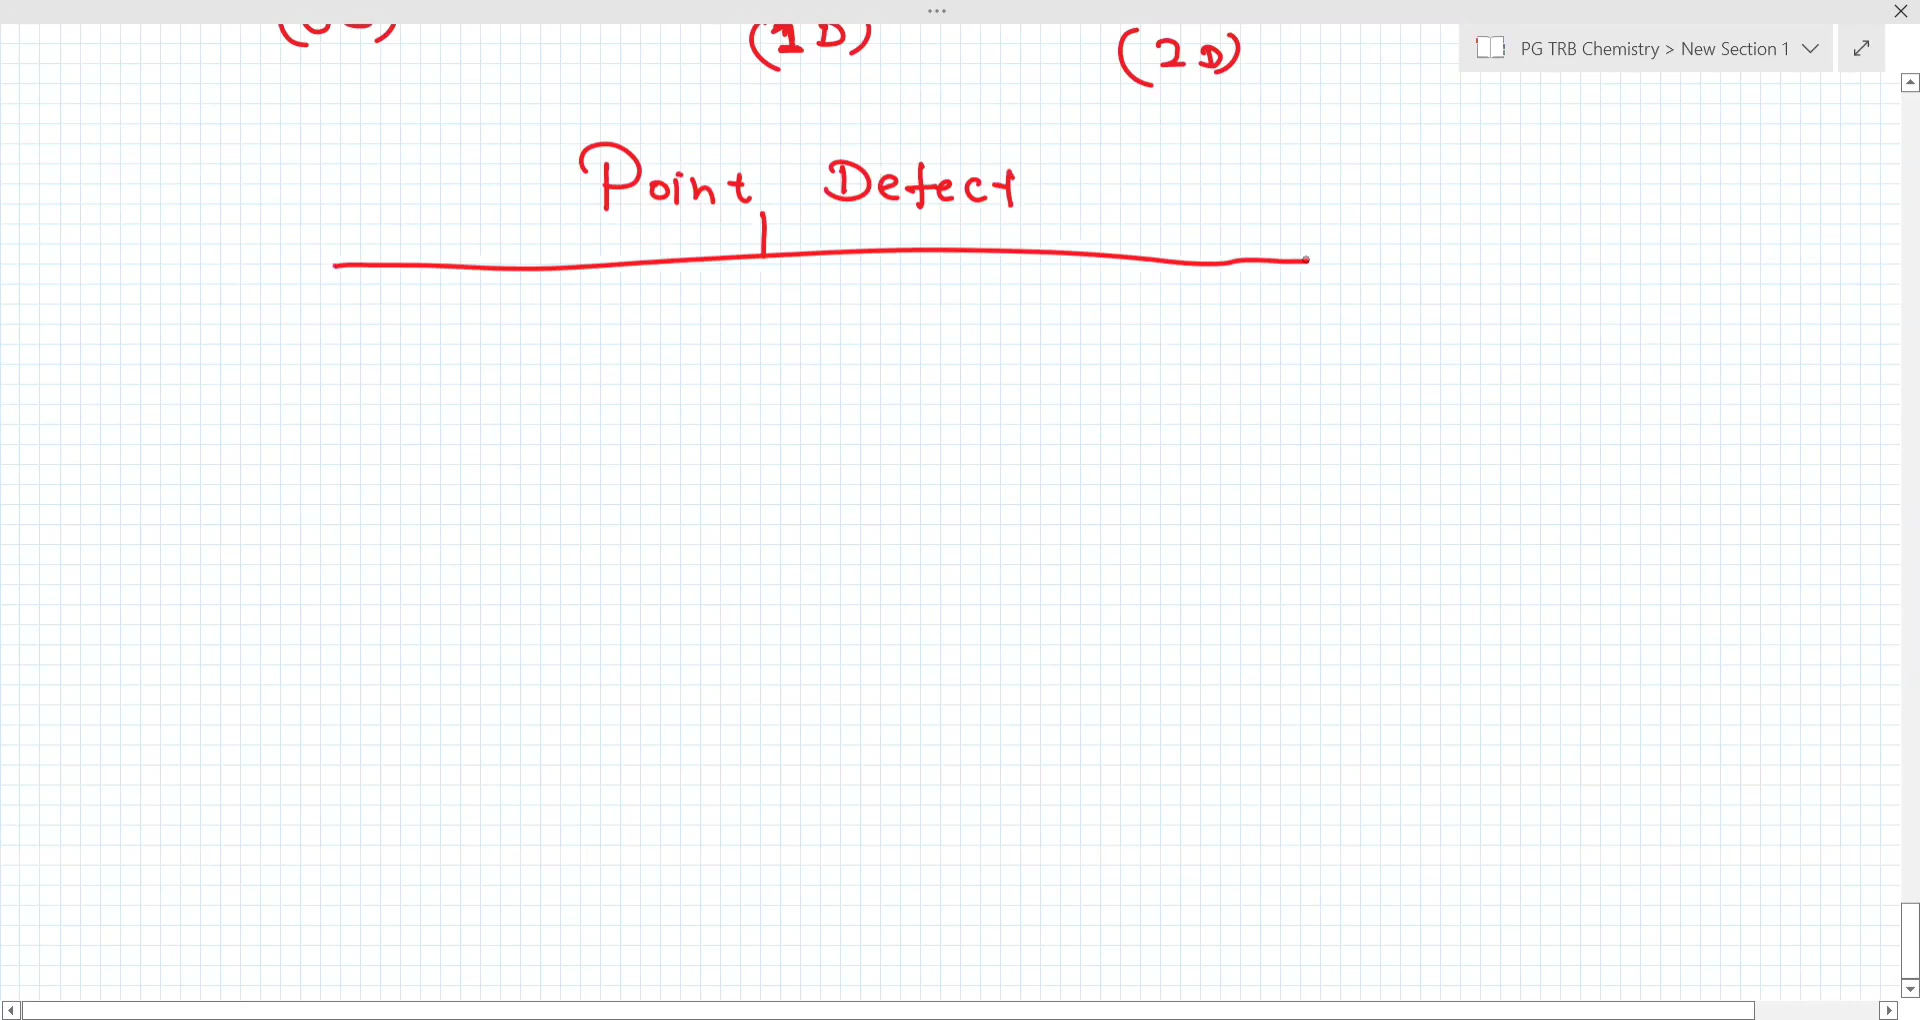 PG TRB Chemistry > New Section 1
(1D) (2D)
Point Defect